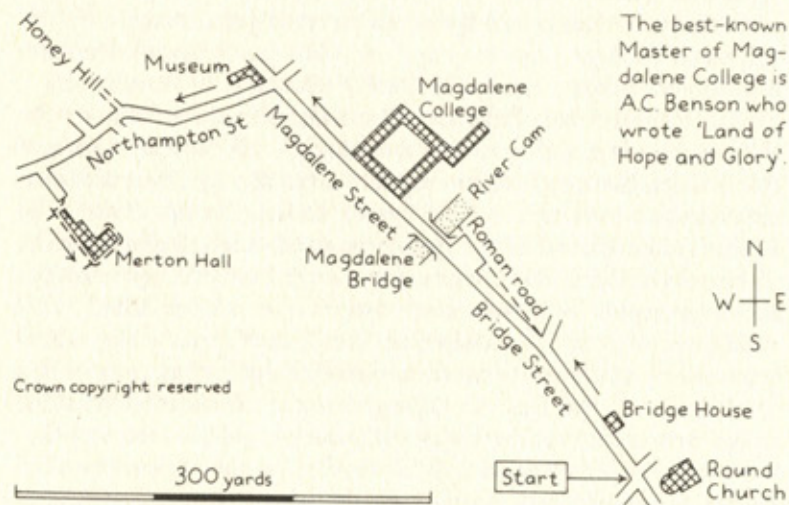 The best-known
Master of Mag-
dalene College is
A.C. Benson who
wrote ‘Land of
Hope and Glory’.
Honey Hill
Museum
Northampton St
Magdalene
College
Magdalene Street
River Cam
Merton Hall
Magdalene
Bridge
Roman road
Bridge Street
N
W E
S
Crown copyright reserved
Bridge House
300 yards
Start
Round
Church